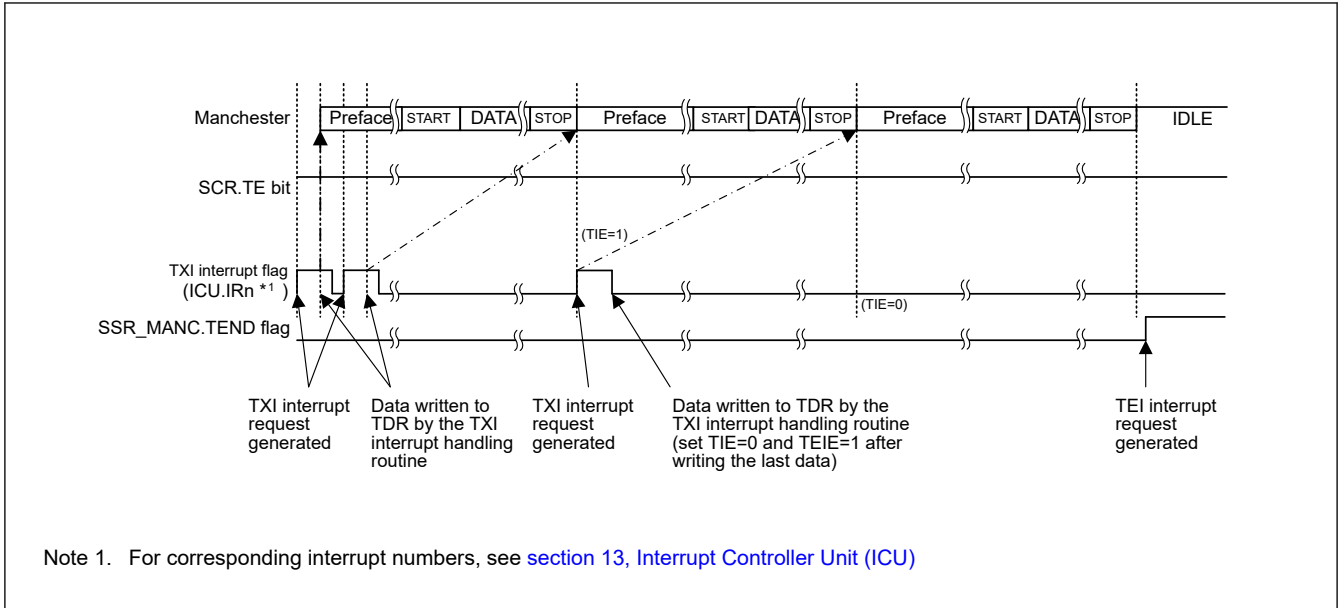 Manchester
Preface START DATA STOP Preface START DATA STOP Preface START DATA STOP IDLE
SCR.TE bit
(TIE=1)
TXI interrupt flag
(ICU.IRn *1 )
(TIE=0)
SSR_MANC.TEND flag
TXI interrupt
request
generated
Data written to
TDR by the TXI
interrupt handling
routine
TXI interrupt
request
generated
Data written to TDR by the
TXI interrupt handling routine
(set TIE=0 and TEIE=1 after
writing the last data)
TEI interrupt
request
generated
Note 1. For corresponding interrupt numbers, see section 13, Interrupt Controller Unit (ICU)